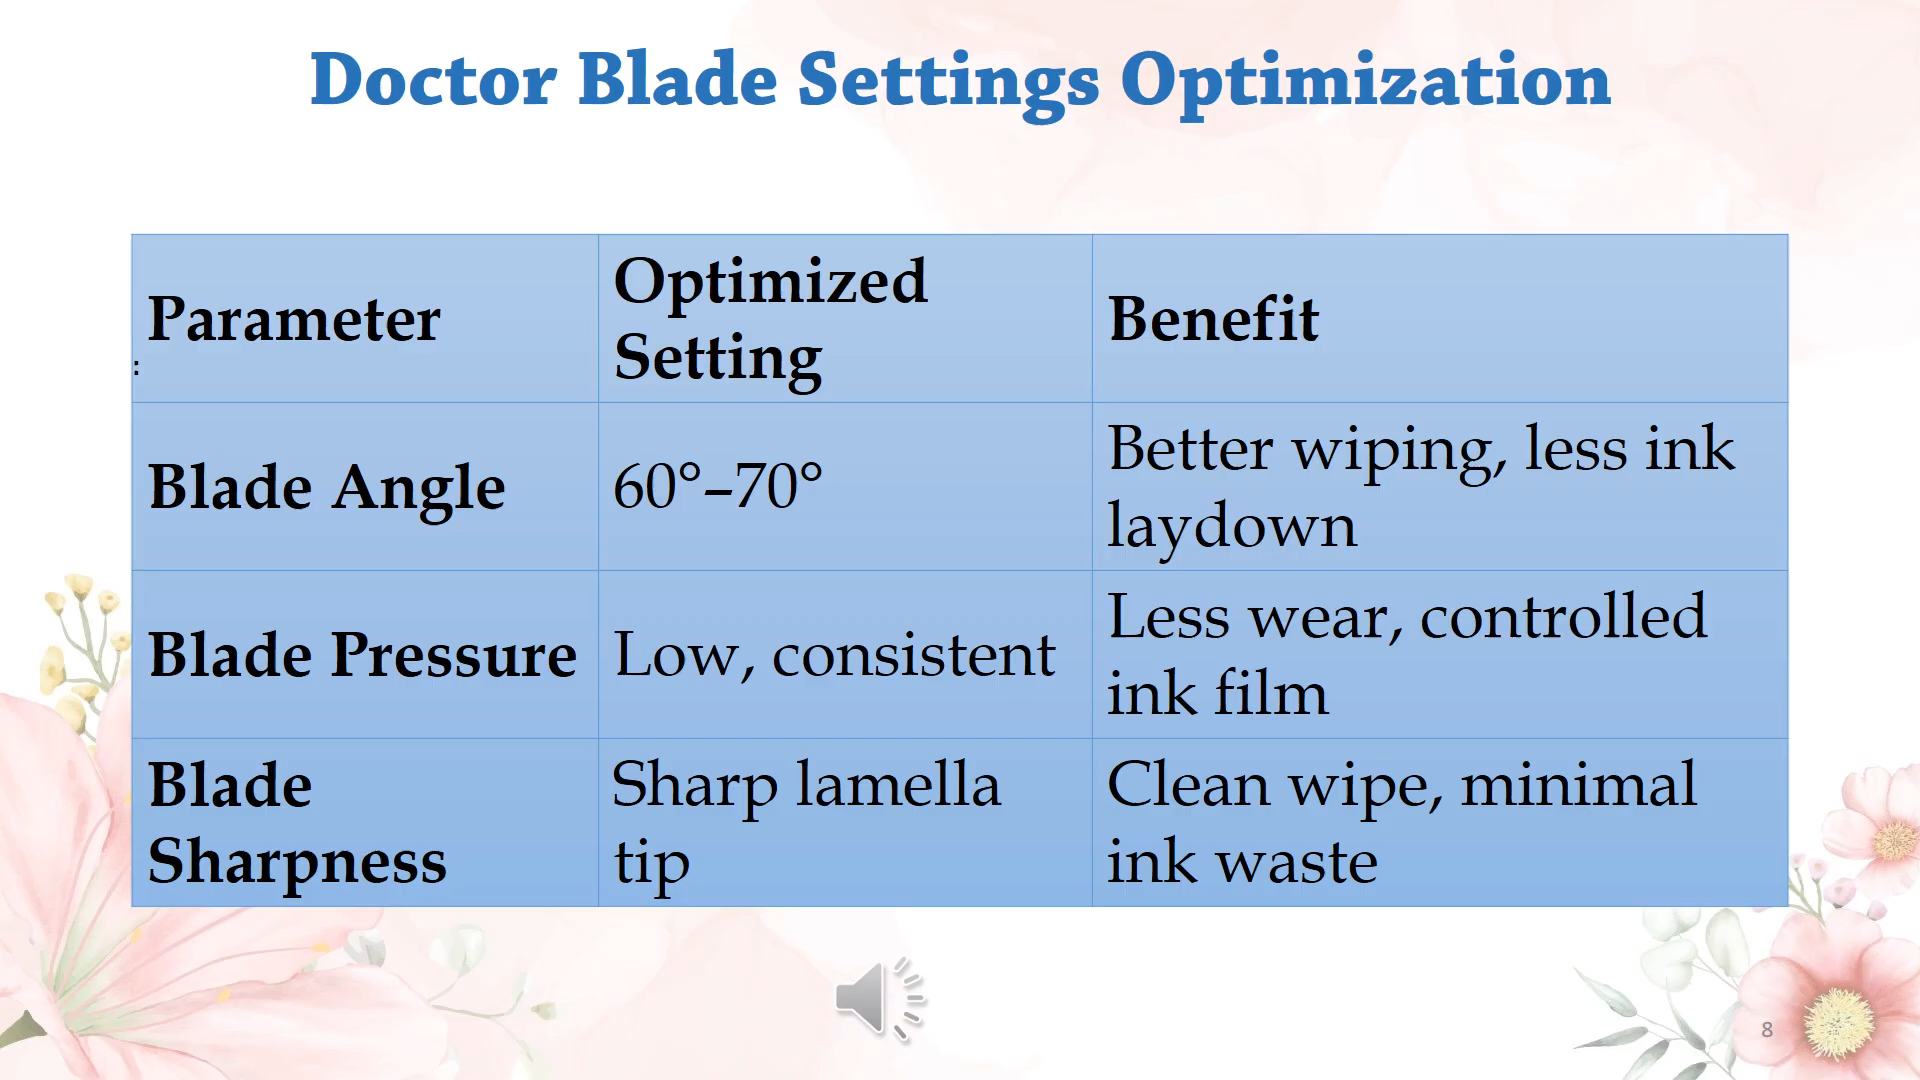 Doctor Blade Settings Optimization
Parameter
Optimized
Setting
Benefit
:
Blade Angle
60°–70°
Better wiping, less ink
laydown
Blade Pressure
Low, consistent
Less wear, controlled
ink film
Blade
Sharpness
Sharp lamella
tip
Clean wipe, minimal
ink waste
8